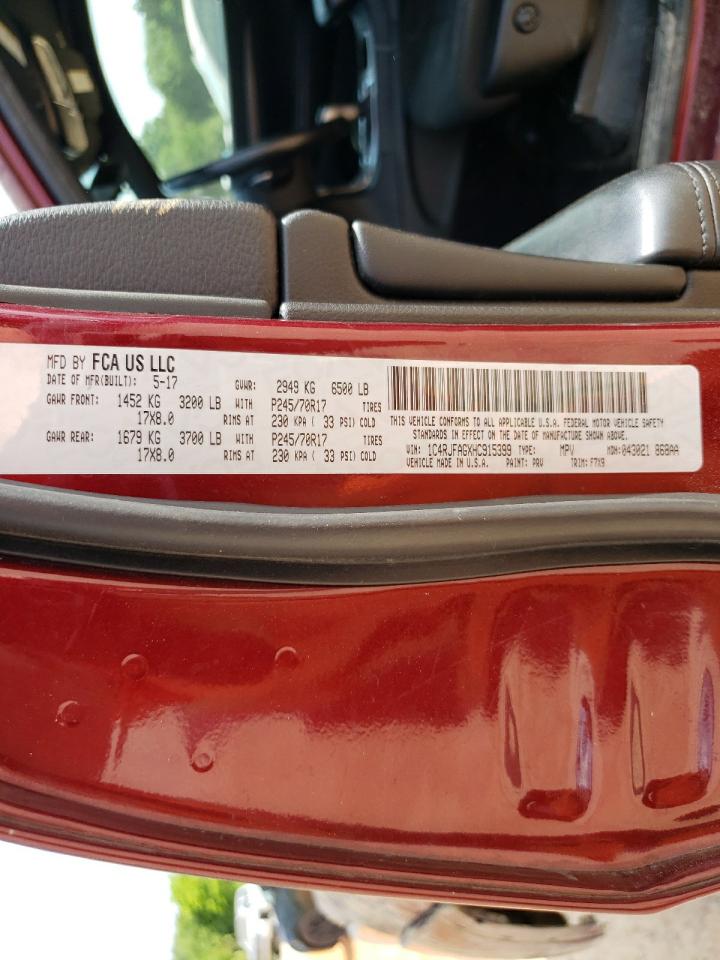 MFD BY FCA US LLC
DATE OF MFR(BUILT): 5-17 GVWR: 2949 KG 6500 LB
GAWR FRONT: 1452 KG 3200 LB WITH P245/70R17 TIRES
17X8.0 RIMS AT 230 KPA ( 33 PSI) COLD
GAWR REAR: 1679 KG 3700 LB WITH P245/70R17 TIRES
17X8.0 RIMS AT 230 KPA ( 33 PSI) COLD
THIS VEHICLE CONFORMS TO ALL APPLICABLE U.S.A. FEDERAL MOTOR VEHICLE SAFETY
STANDARDS IN EFFECT ON THE DATE OF MANUFACTURE SHOWN ABOVE.
VIN: 1C4RJFAGXHC915399 TYPE: MPV MDH: 043021 868AA
VEHICLE MADE IN U.S.A. PAINT: PRV TRIM: F7X9